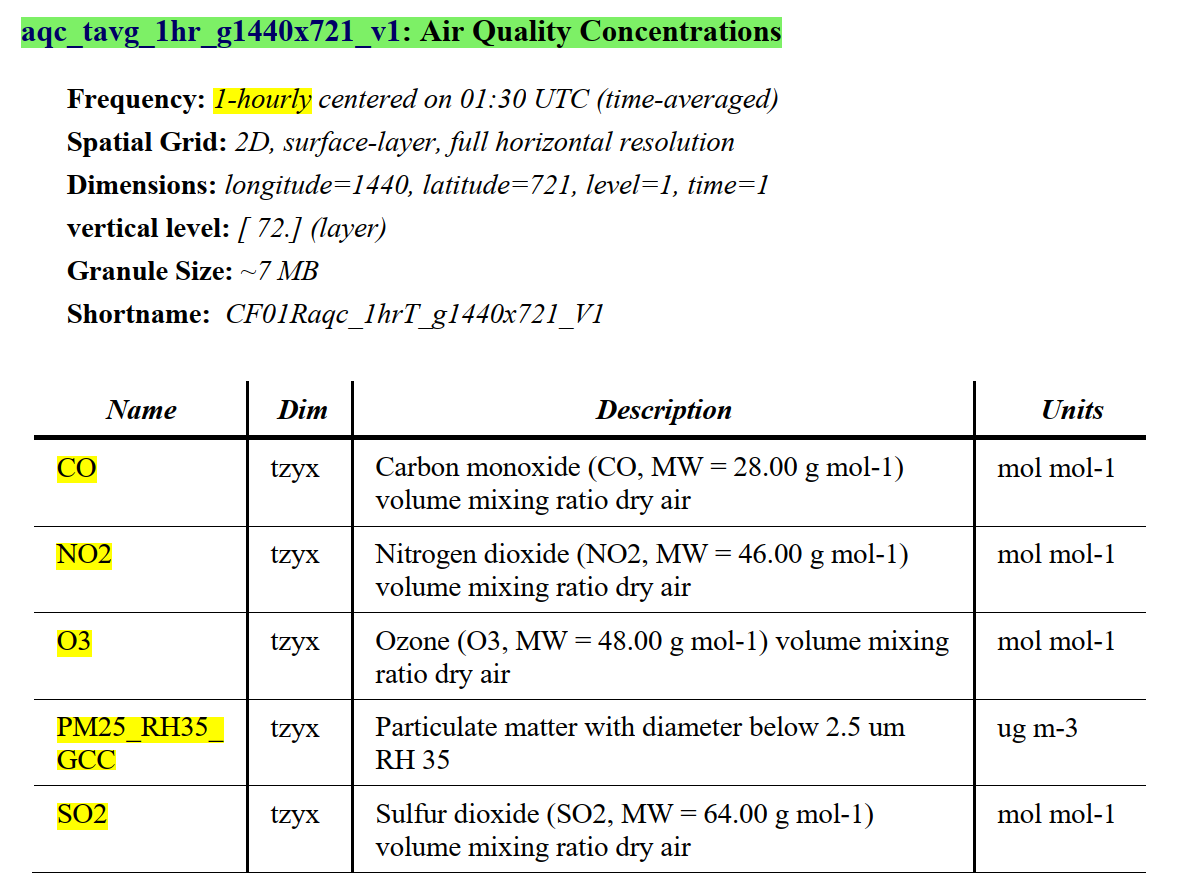 aqc_tavg_1hr_g1440x721_v1: Air Quality Concentrations
Frequency: 1-hourly centered on 01:30 UTC (time-averaged)
Spatial Grid: 2D, surface-layer, full horizontal resolution
Dimensions: longitude=1440, latitude=721, level=1, time=1
vertical level: [ 72.] (layer)
Granule Size: ~7 MB
Shortname: CF01Raqc_1hrT_g1440x721_V1
Name Dim Description Units
CO tzyx Carbon monoxide (CO, MW = 28.00 g mol-1) mol mol-1
volume mixing ratio dry air
NO2 tzyx Nitrogen dioxide (NO2, MW = 46.00 g mol-1) mol mol-1
volume mixing ratio dry air
O3 tzyx Ozone (O3, MW = 48.00 g mol-1) volume mixing mol mol-1
ratio dry air
PM25_RH35_ tzyx Particulate matter with diameter below 2.5 um ug m-3
GCC RH 35
SO2 tzyx Sulfur dioxide (SO2, MW = 64.00 g mol-1) mol mol-1
volume mixing ratio dry air